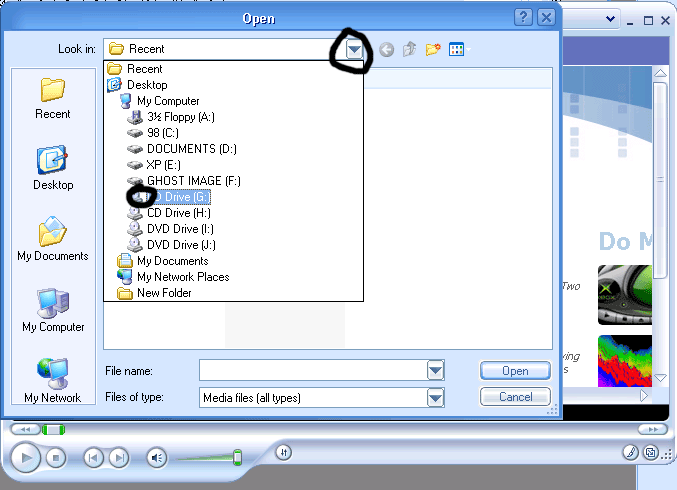 Open
Look in:
Recent
Recent
Desktop
My Computer
3½ Floppy (A:)
98 (C:)
DOCUMENTS (D:)
XP (E:)
GHOST IMAGE (F:)
D Drive (G:)
CD Drive (H:)
DVD Drive (I:)
DVD Drive (J:)
My Documents
My Network Places
New Folder
Recent
Desktop
My Documents
My Computer
My Network
File name:
Open
Files of type:
Media files (all types)
Cancel
Do M
Two
ying
s
XBOX